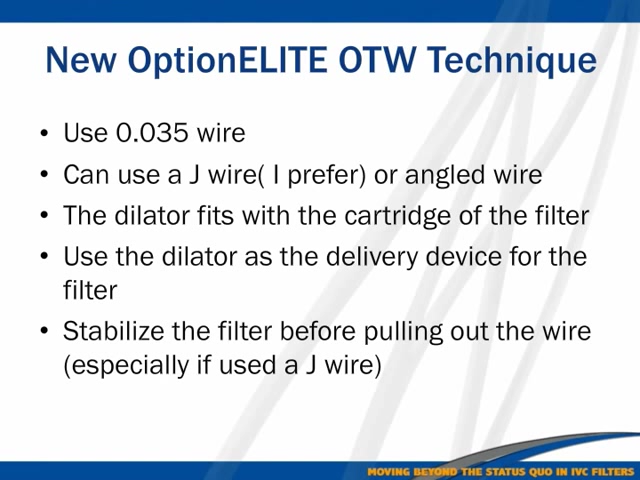 New OptionELITE OTW Technique
• Use 0.035 wire
• Can use a J wire( I prefer) or angled wire
• The dilator fits with the cartridge of the filter
• Use the dilator as the delivery device for the
filter
• Stabilize the filter before pulling out the wire
(especially if used a J wire)
MOVING BEYOND THE STATUS QUO IN IVC FILTERS